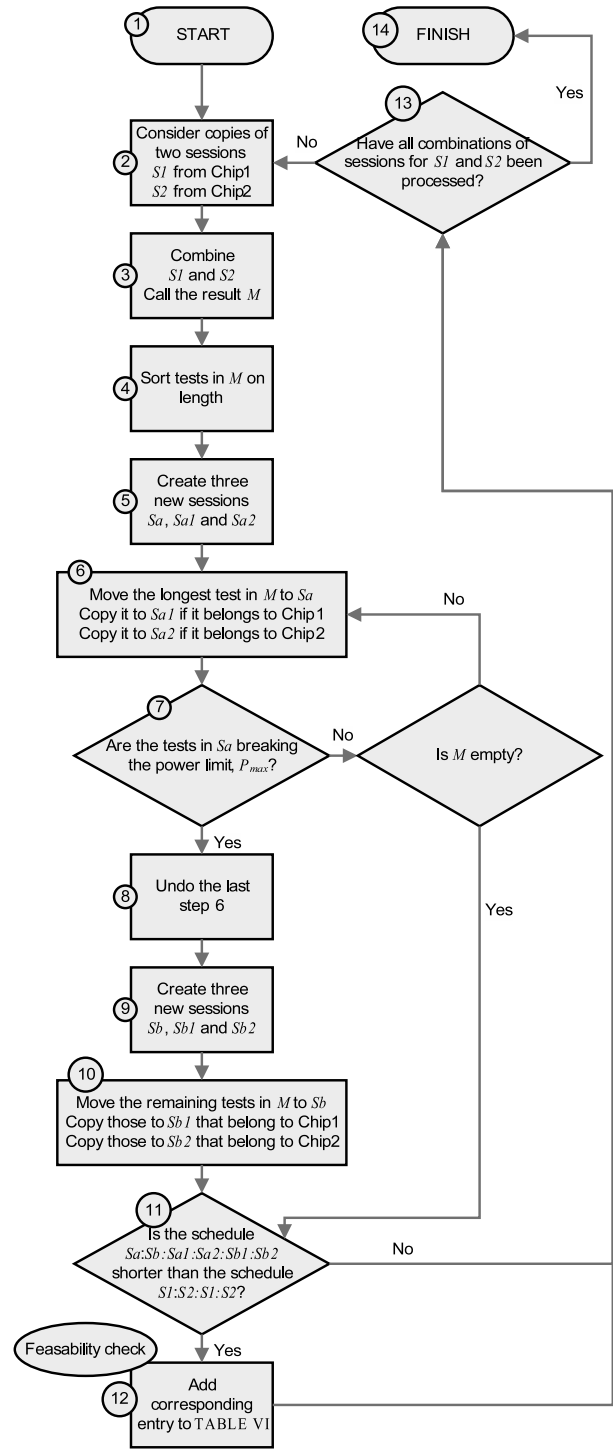 1
START
14
FINISH
Yes
13
Have all combinations of
sessions for S1 and S2 been
processed?
No
Consider copies of
two sessions
S1 from Chip1
S2 from Chip2
2
Combine
S1 and S2
Call the result M
3
Sort tests in M on
length
4
Create three
new sessions
Sa, Sa1 and Sa2
5
6
Move the longest test in M to Sa
Copy it to Sa1 if it belongs to Chip1
Copy it to Sa2 if it belongs to Chip2
No
7
Are the tests in Sa breaking
the power limit, Pmax?
No
Is M empty?
Yes
Yes
Undo the last
step 6
8
Create three
new sessions
Sb, Sb1 and Sb2
9
10
Move the remaining tests in M to Sb
Copy those to Sb1 that belong to Chip1
Copy those to Sb2 that belong to Chip2
11
Is the schedule
Sa:Sb:Sa1:Sa2:Sb1:Sb2
shorter than the schedule
S1:S2:S1:S2?
No
Yes
Feasability check
12
Add
corresponding
entry to TABLE VI